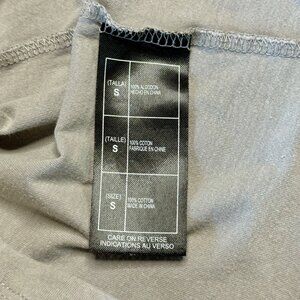 (TALLA)
S
100% ALGODON
HECHO EN CHINA
(TAILLE)
S
100% COTON
FABRIQUE EN CHINE
(SIZE)
S
100% COTTON
MADE IN CHINA
CARE ON REVERSE
INDICATIONS AU VERSO